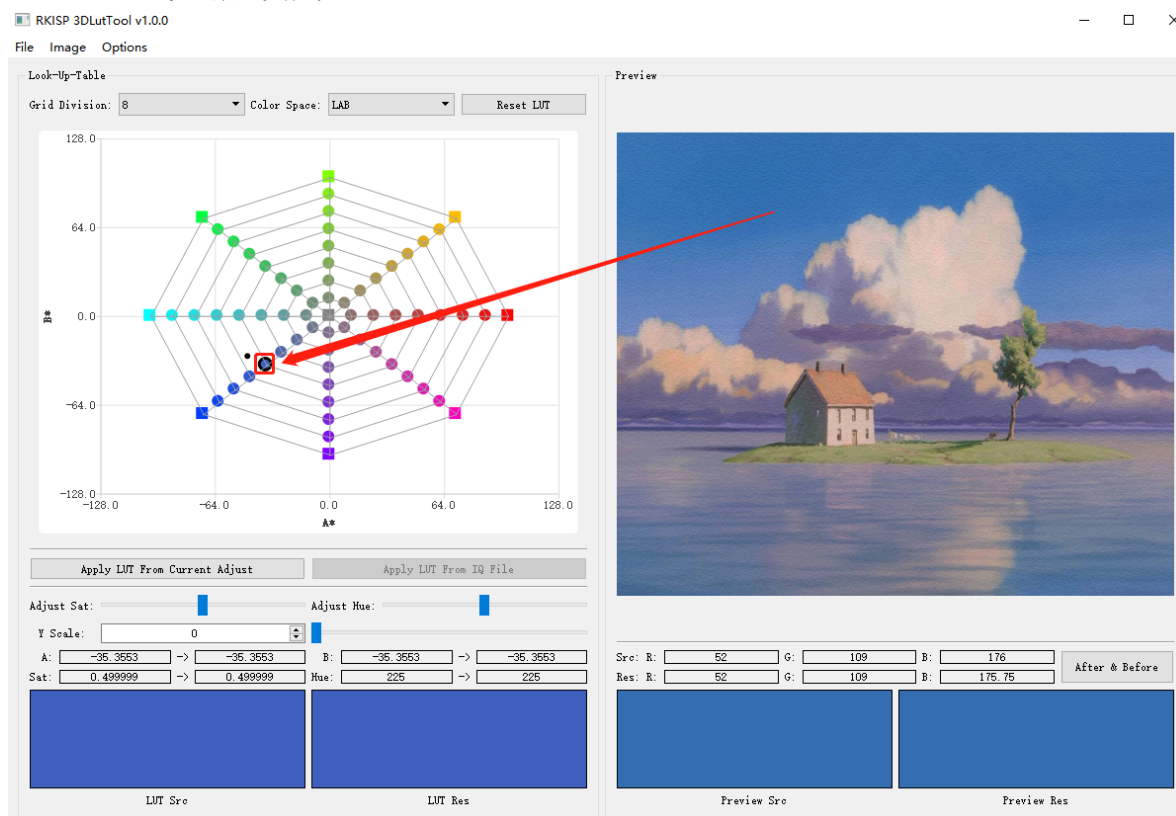 RKISP 3DLutTool v1.0.0
File Image Options
Look-Up-Table
Grid Division: 8 Color Space: LAB Reset LUT
128.0
64.0
0.0
-64.0
-128.0
B*
-128.0 -64.0 0.0 64.0 128.0
A*
Apply LUT From Current Adjust Apply LUT From IQ File
Adjust Sat: Adjust Hue:
Y Scale: 0
A: -35.3553 -> -35.3553 B: -35.3553 -> -35.3553
Sat: 0.499999 -> 0.499999 Hue: 225 -> 225
LUT Src LUT Res
Preview
Src: R: 52 G: 109 B: 176
Res: R: 52 G: 109 B: 175.75
After & Before
Preview Src Preview Res